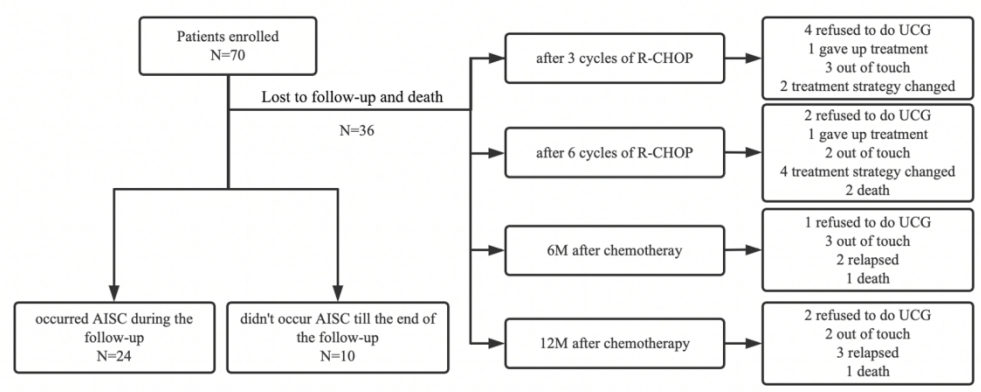 Patients enrolled
N=70
Lost to follow-up and death
N=36
occurred AISC during the
follow-up
N=24
didn't occur AISC till the end of
the follow-up
N=10
after 3 cycles of R-CHOP
4 refused to do UCG
1 gave up treatment
3 out of touch
2 treatment strategy changed
after 6 cycles of R-CHOP
2 refused to do UCG
1 gave up treatment
2 out of touch
4 treatment strategy changed
2 death
6M after chemotheray
1 refused to do UCG
3 out of touch
2 relapsed
1 death
12M after chemotherapy
2 refused to do UCG
2 out of touch
3 relapsed
1 death